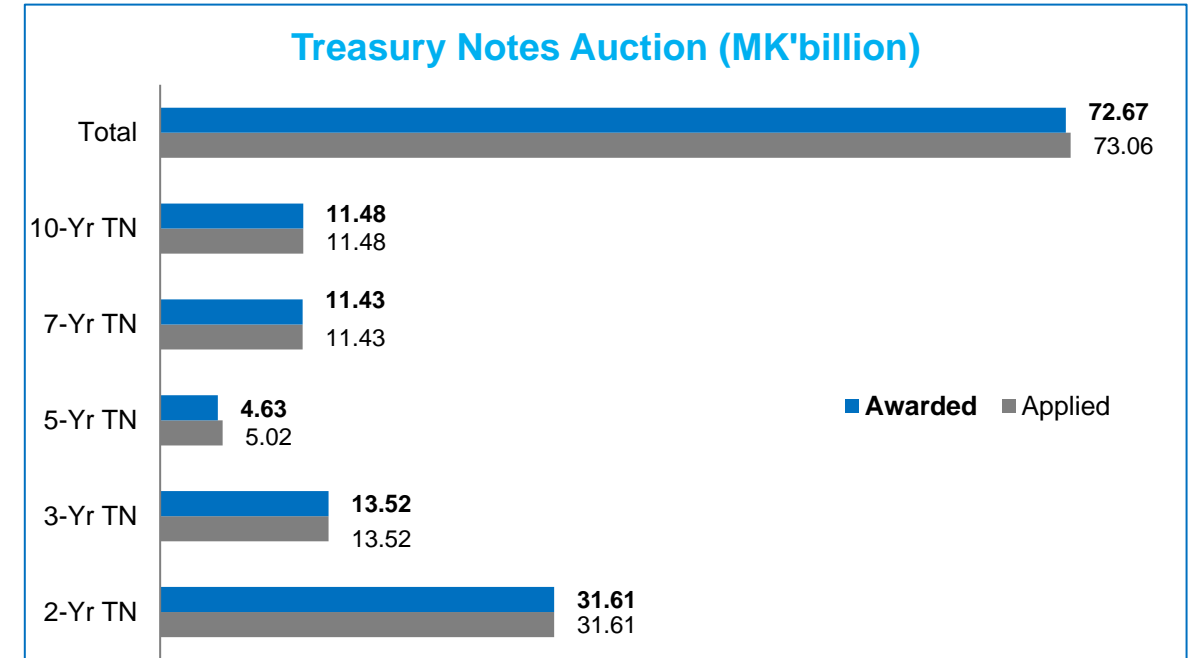 Treasury Notes Auction (MK'billion)
Total
72.67
73.06
10-Yr TN
11.48
11.48
7-Yr TN
11.43
11.43
5-Yr TN
4.63
5.02
Awarded Applied
3-Yr TN
13.52
13.52
2-Yr TN
31.61
31.61